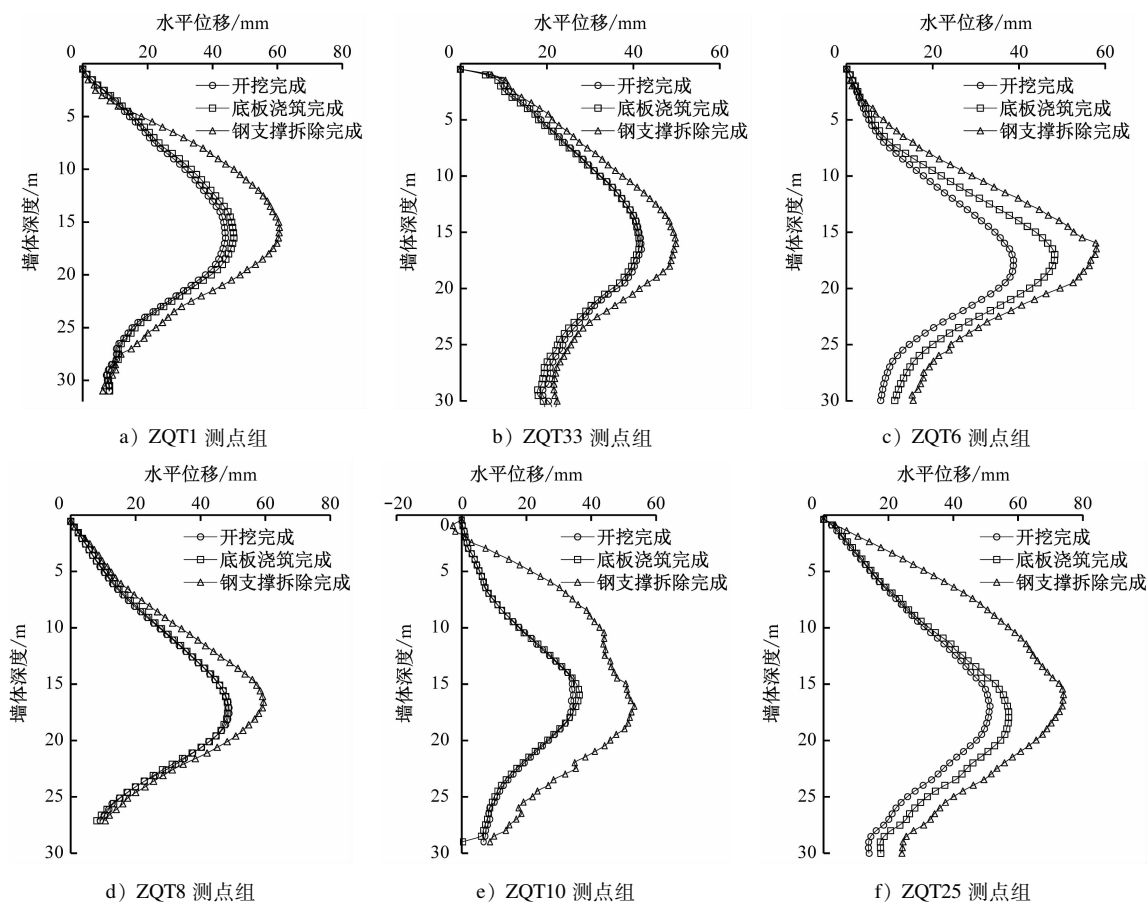 水平位移/mm
0 20 40 60 80
开挖完成
底板浇筑完成
钢支撑拆除完成
5
10
15
20
25
30
墙体深度/m
a) ZQT1 测点组
水平位移/mm
0 20 40 60
开挖完成
底板浇筑完成
钢支撑拆除完成
5
10
15
20
25
30
墙体深度/m
b) ZQT33 测点组
水平位移/mm
0 20 40 60
开挖完成
底板浇筑完成
钢支撑拆除完成
5
10
15
20
25
30
墙体深度/m
c) ZQT6 测点组
水平位移/mm
0 20 40 60 80
开挖完成
底板浇筑完成
钢支撑拆除完成
5
10
15
20
25
30
墙体深度/m
d) ZQT8 测点组
水平位移/mm
−20 0 20 40 60
0
开挖完成
底板浇筑完成
钢支撑拆除完成
5
10
15
20
25
30
墙体深度/m
e) ZQT10 测点组
水平位移/mm
0 20 40 60 80
开挖完成
底板浇筑完成
钢支撑拆除完成
5
10
15
20
25
30
墙体深度/m
f) ZQT25 测点组